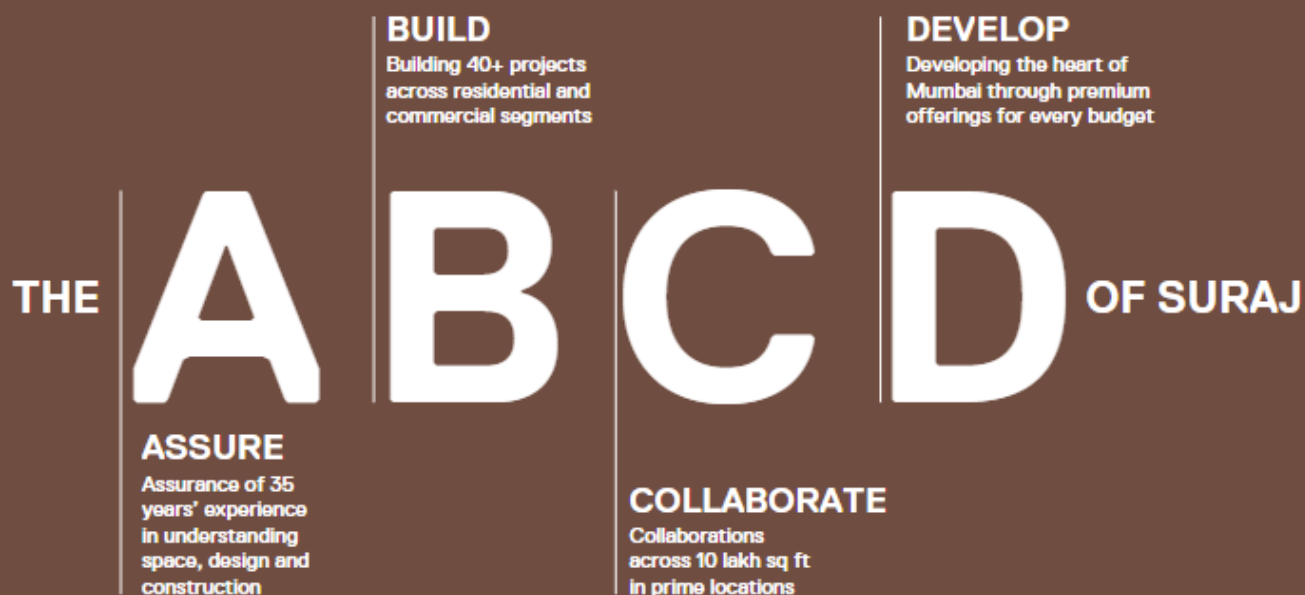 THE
A
ASSURE
Assurance of 35
years' experience
in understanding
space, design and
construction
BUILD
Building 40+ projects
across residential and
commercial segments
B
C
COLLABORATE
Collaborations
across 10 lakh sq ft
in prime locations
DEVELOP
Developing the heart of
Mumbai through premium
offerings for every budget
D
OF SURAJ